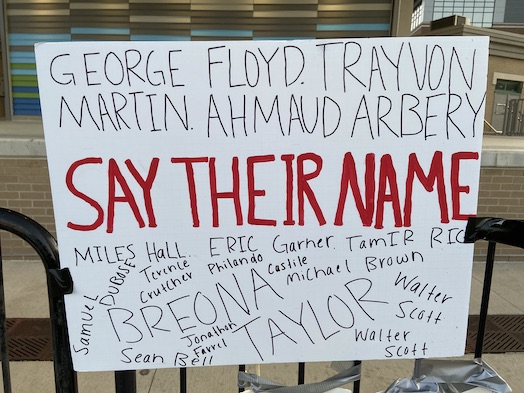 GEORGE FLOYD. TRAYVON
MARTIN. AHMAUD ARBERY
SAY THEIR NAME
MILES HaLL. ERIC Garner. TamIR RIC
Terence Crutcher
Philando Castile
Michael Brown
Samuel DuBose
BREONA TAYLOR
Walter Scott
Jonathan Farrel
Sean Bell
Walter Scott